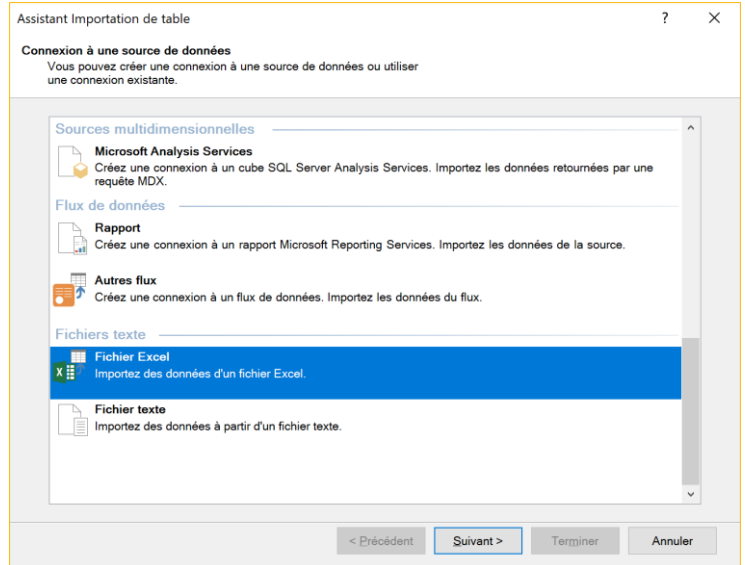 Assistant Importation de table
Connexion à une source de données
Vous pouvez créer une connexion à une source de données ou utiliser
une connexion existante.
Sources multidimensionnelles
Microsoft Analysis Services
Créez une connexion à un cube SQL Server Analysis Services. Importez les données retournées par une
requête MDX.
Flux de données
Rapport
Créez une connexion à un rapport Microsoft Reporting Services. Importez les données de la source.
Autres flux
Créez une connexion à un flux de données. Importez les données du flux.
Fichiers texte
Fichier Excel
Importez des données d'un fichier Excel.
Fichier texte
Importez des données à partir d'un fichier texte.
< Précédent Suivant > Terminer Annuler